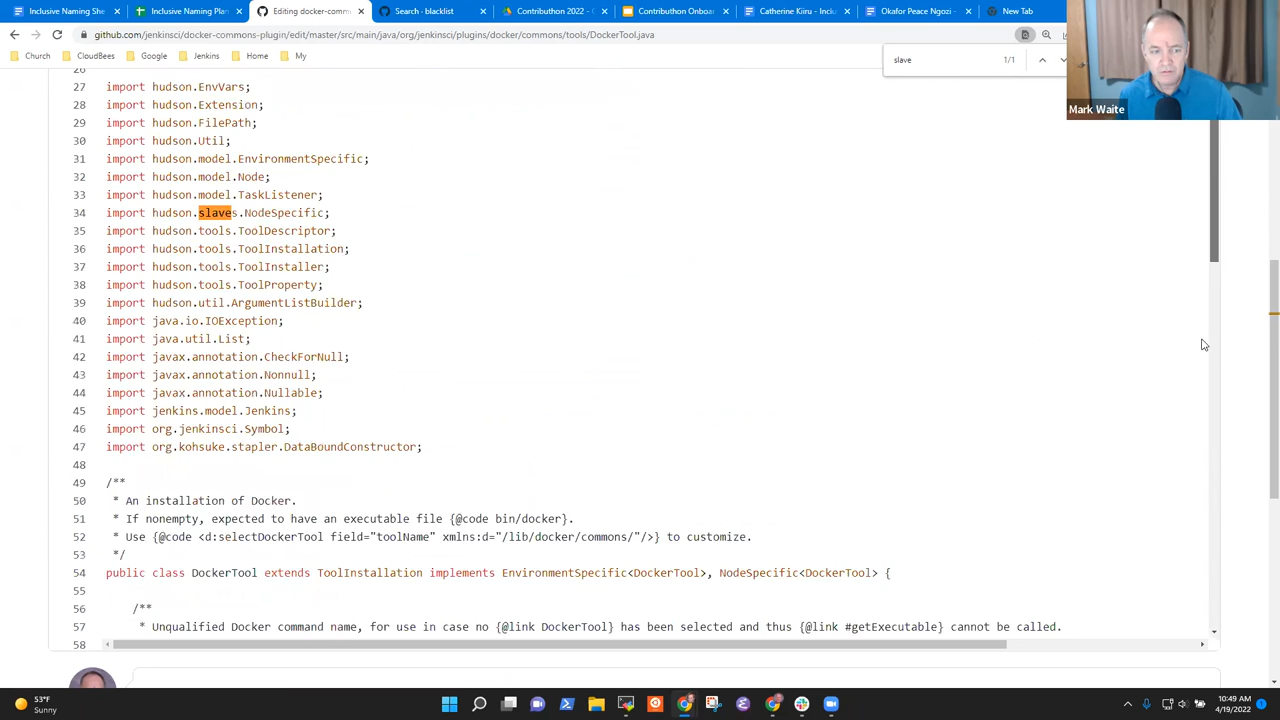 Inclusive Naming She
Inclusive Naming Plan
Editing docker-comm
Search · blacklist
Contributhon 2022 – G
Contributhon Onboa
Catherine Kiiru - Inclu
Okafor Peace Ngozi -
New Tab
github.com/jenkinsci/docker-commons-plugin/edit/master/src/main/java/org/jenkinsci/plugins/docker/commons/tools/DockerTool.java
Church
CloudBees
Google
Jenkins
Home
My
slave 1/1
Mark Waite
26
27 import hudson.EnvVars;
28 import hudson.Extension;
29 import hudson.FilePath;
30 import hudson.Util;
31 import hudson.model.EnvironmentSpecific;
32 import hudson.model.Node;
33 import hudson.model.TaskListener;
34 import hudson.slaves.NodeSpecific;
35 import hudson.tools.ToolDescriptor;
36 import hudson.tools.ToolInstallation;
37 import hudson.tools.ToolInstaller;
38 import hudson.tools.ToolProperty;
39 import hudson.util.ArgumentListBuilder;
40 import java.io.IOException;
41 import java.util.List;
42 import javax.annotation.CheckForNull;
43 import javax.annotation.Nonnull;
44 import javax.annotation.Nullable;
45 import jenkins.model.Jenkins;
46 import org.jenkinsci.Symbol;
47 import org.kohsuke.stapler.DataBoundConstructor;
48
49 /**
50 * An installation of Docker.
51 * If nonempty, expected to have an executable file {@code bin/docker}.
52 * Use {@code <d:selectDockerTool field="toolName" xmlns:d="/lib/docker/commons/"/>} to customize.
53 */
54 public class DockerTool extends ToolInstallation implements EnvironmentSpecific<DockerTool>, NodeSpecific<DockerTool> {
55
56 /**
57 * Unqualified Docker command name, for use in case no {@link DockerTool} has been selected and thus {@link #getExecutable} cannot be called.
58
53°F
Sunny
10:49 AM
4/19/2022